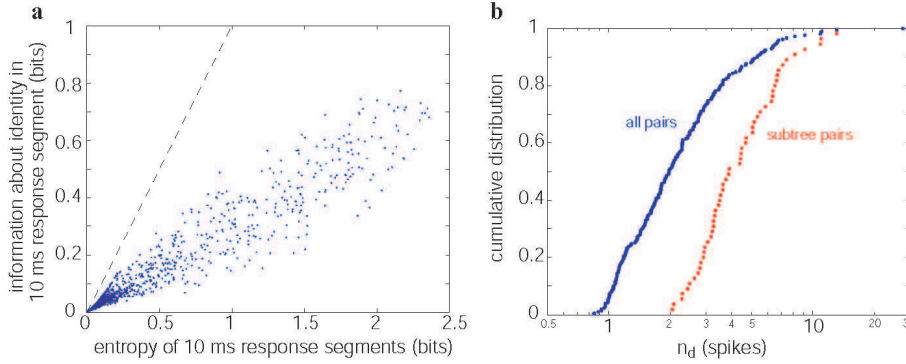 a
information about identity in
10 ms response segment (bits)
1
0.8
0.6
0.4
0.2
0
0 0.5 1 1.5 2 2.5
entropy of 10 ms response segments (bits)
b
cumulative distribution
1
0.8
0.6
0.4
0.2
0
all pairs
subtree pairs
0.5 1 2 3 5 10 3
n_d (spikes)